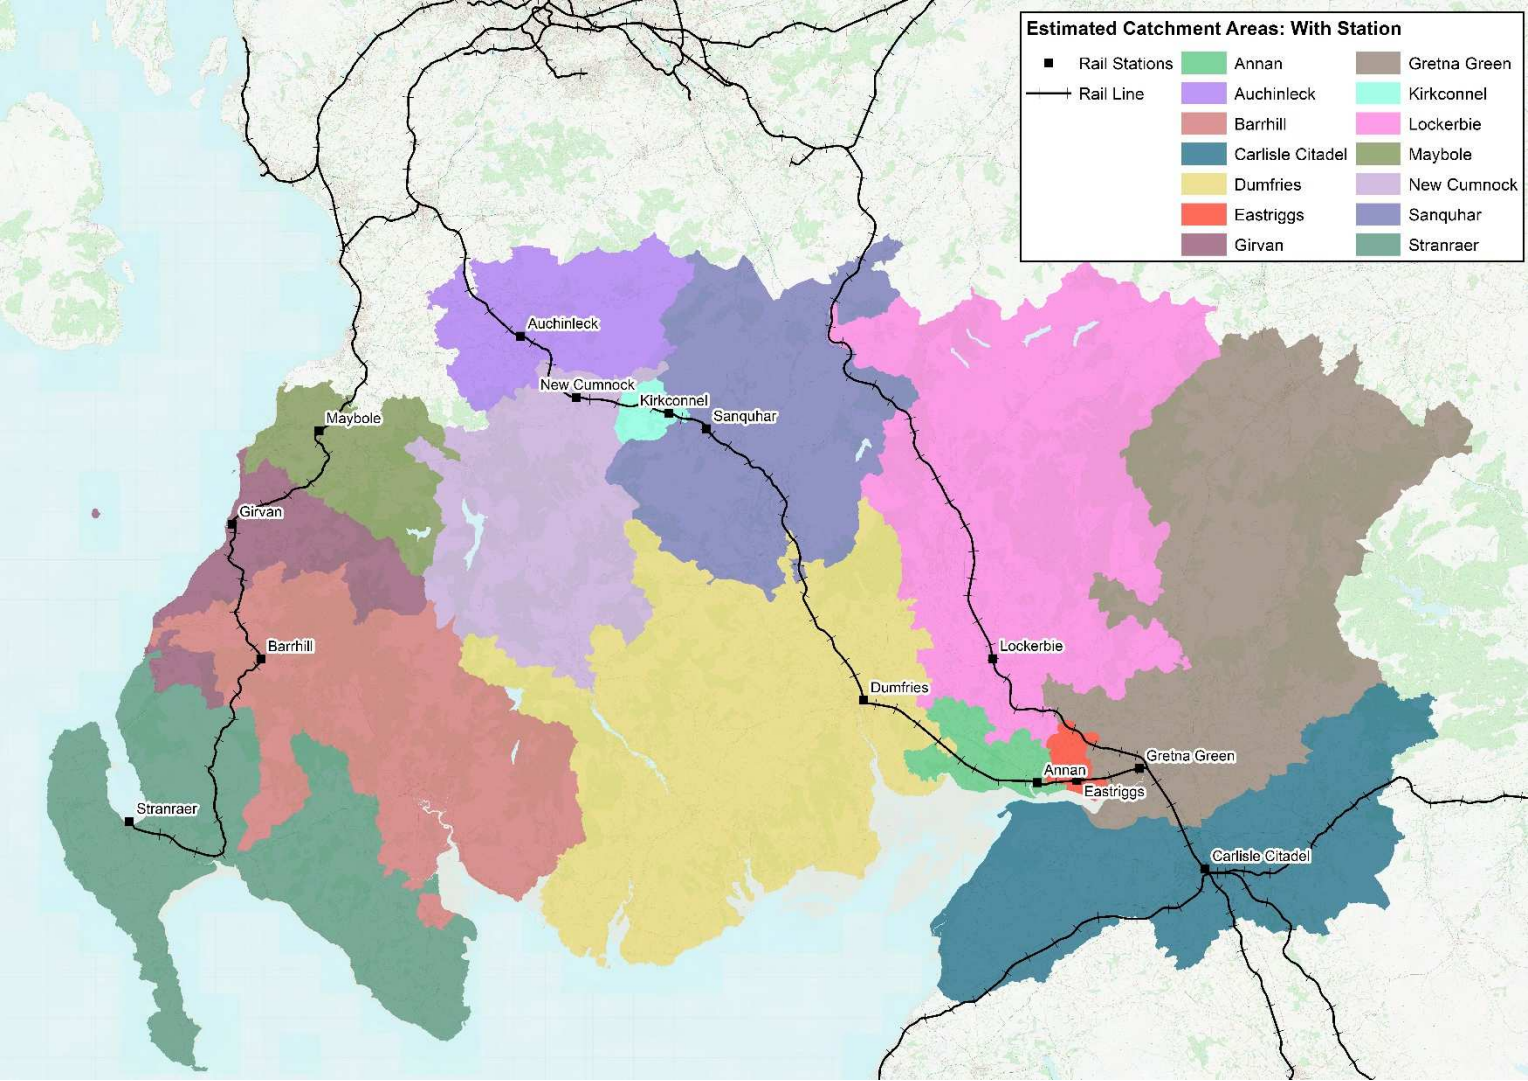 Estimated Catchment Areas: With Station
Rail Stations
Annan
Gretna Green
Rail Line
Auchinleck
Kirkconnel
Barrhill
Lockerbie
Carlisle Citadel
Maybole
Dumfries
New Cumnock
Eastriggs
Sanquhar
Girvan
Stranraer
Auchinleck
New Cumnock
Kirkconnel
Sanquhar
Maybole
Girvan
Barrhill
Lockerbie
Dumfries
Gretna Green
Annan
Eastriggs
Stranraer
Carlisle Citadel